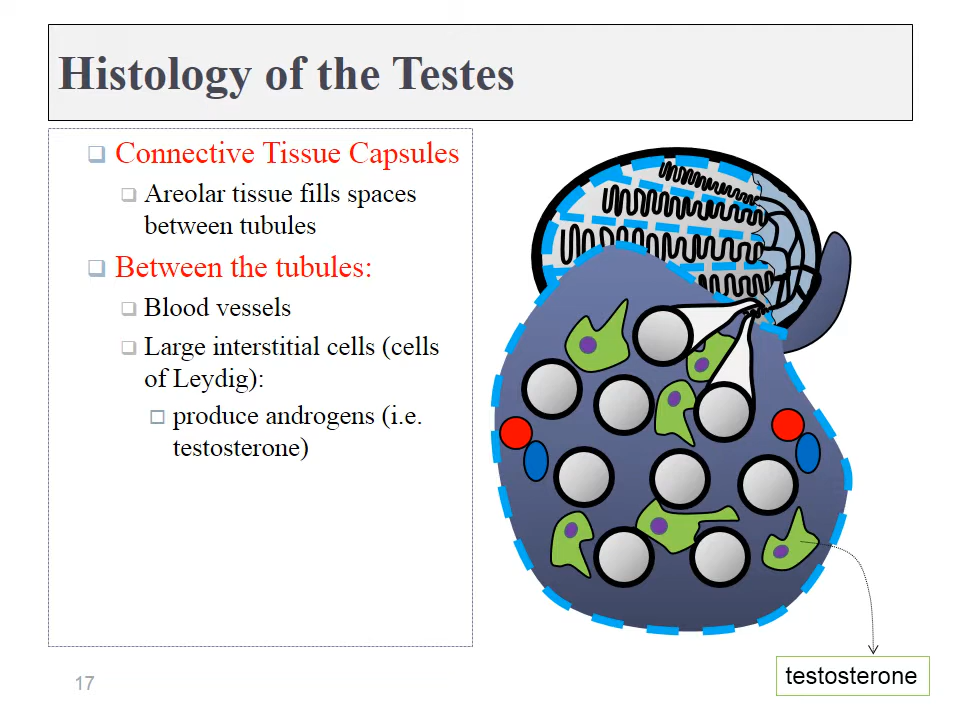 Histology of the Testes
Connective Tissue Capsules
Areolar tissue fills spaces
between tubules
Between the tubules:
Blood vessels
Large interstitial cells (cells
of Leydig):
produce androgens (i.e.
testosterone)
testosterone
17